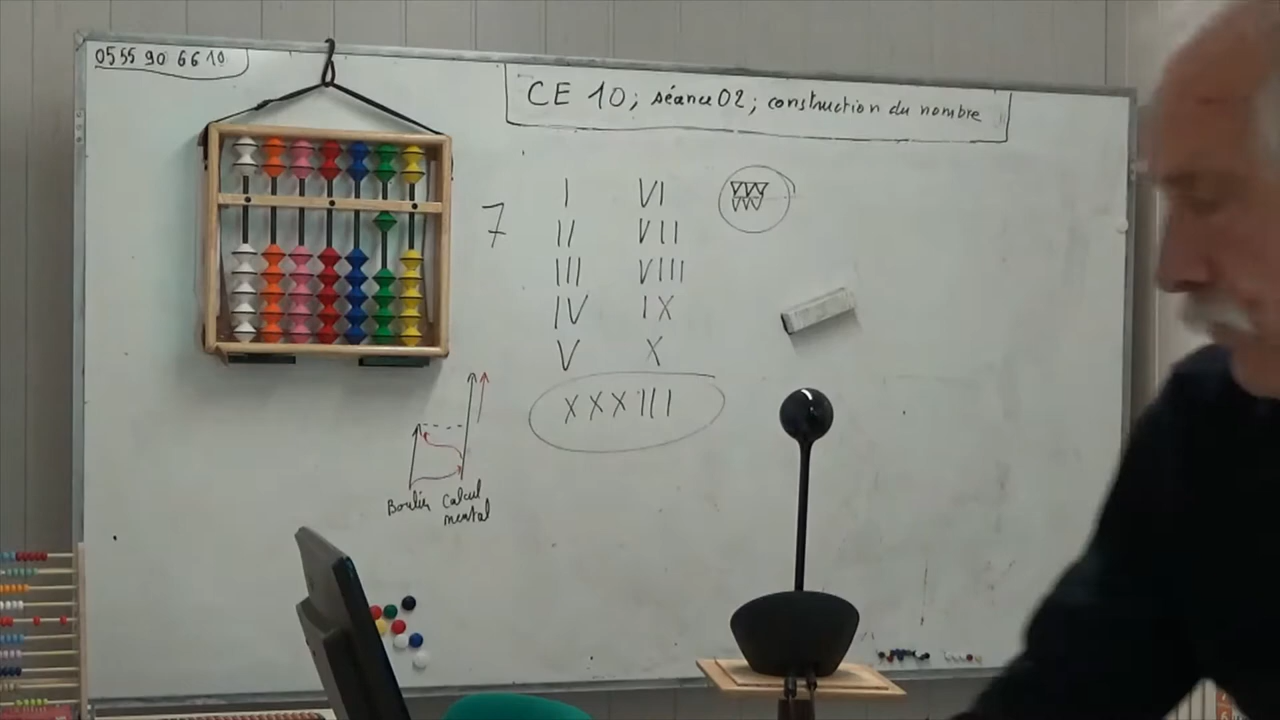 0555 90 66 10
CE 10; séance 02; construction du nombre
7
I VI
II VII
III VIII
IV IX
V X
XXXIII
Boulier Calcul
mental